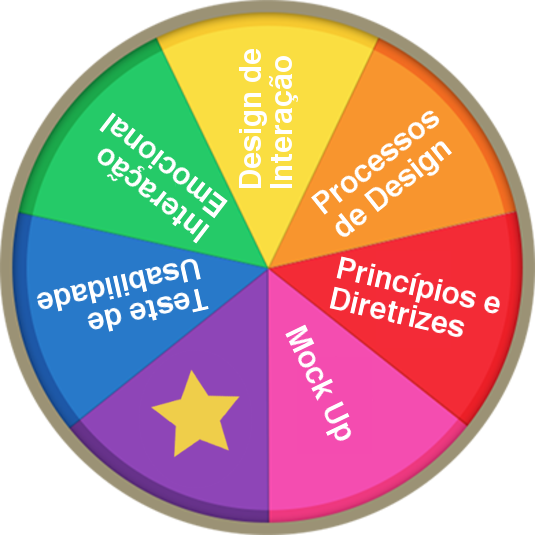 Design de
Interação
Processos
de Design
Princípios e
Diretrizes
Mock Up
Teste de
Usabilidade
Interação
Emocional